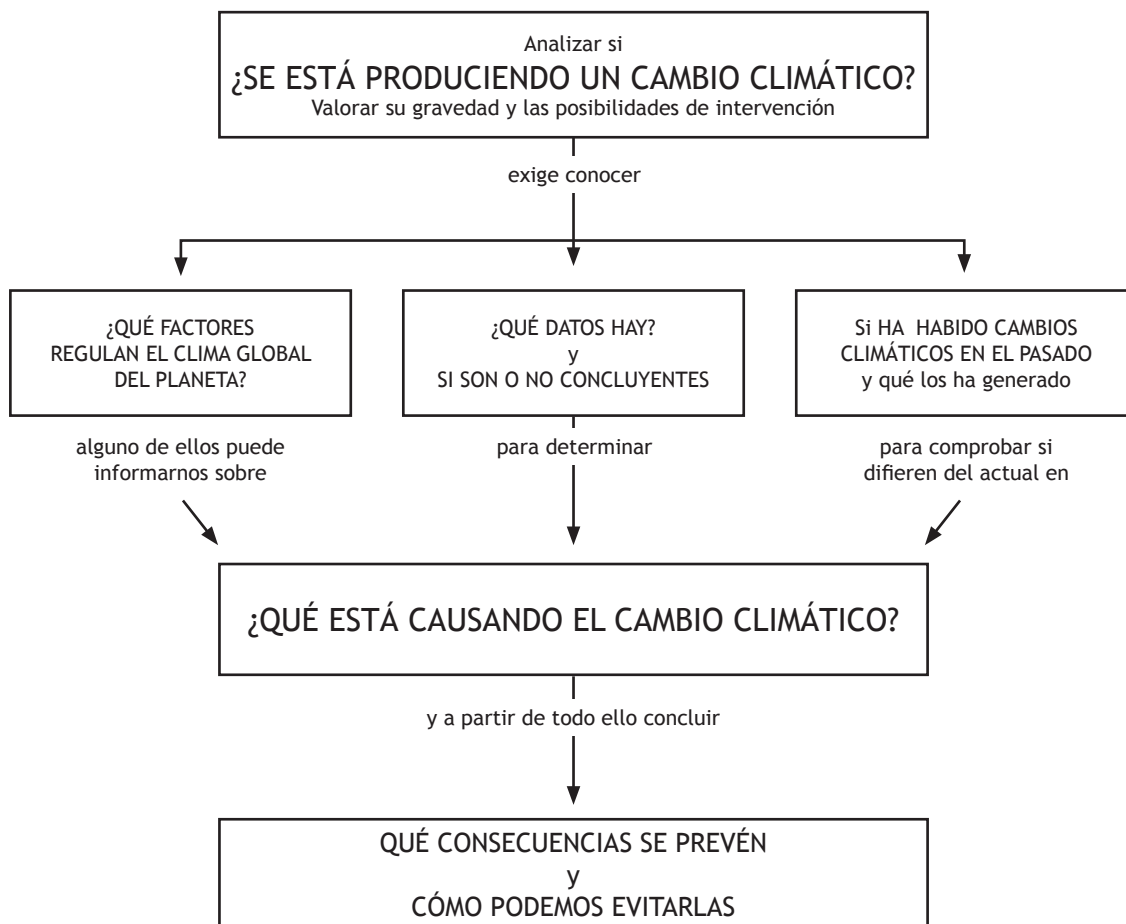 Analizar si
¿SE ESTÁ PRODUCIENDO UN CAMBIO CLIMÁTICO?
Valorar su gravedad y las posibilidades de intervención
exige conocer
¿QUÉ FACTORES
REGULAN EL CLIMA GLOBAL
DEL PLANETA?
¿QUÉ DATOS HAY?
y
SI SON O NO CONCLUYENTES
Si HA HABIDO CAMBIOS
CLIMÁTICOS EN EL PASADO
y qué los ha generado
alguno de ellos puede
informarnos sobre
para determinar
para comprobar si
difieren del actual en
¿QUÉ ESTÁ CAUSANDO EL CAMBIO CLIMÁTICO?
y a partir de todo ello concluir
QUÉ CONSECUENCIAS SE PREVÉN
y
CÓMO PODEMOS EVITARLAS